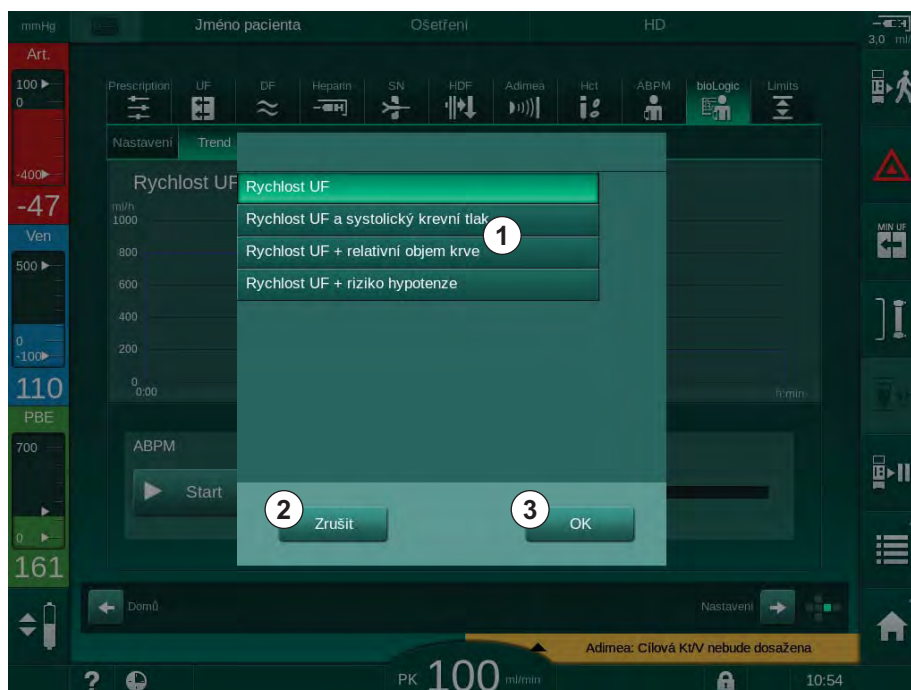 mmHg
Jméno pacienta
Ošetření
HD
3,0 ml/
Art.
100
0
-400
-47
Ven
500
0
-100
110
PBE
700
0
161
Prescription UF DF Heparin SN HDF Adimea Hct ABPM bioLogic Limits
Nastavení Trend
Rychlost UF
ml/h
1000
800
600
400
200
0
0:00
h:min
Rychlost UF
Rychlost UF a systolický krevní tlak
Rychlost UF + relativní objem krve
Rychlost UF + riziko hypotenze
1
ABPM
Start
2
Zrušit
3
OK
MIN UF
Domů
Nastavení
Adimea: Cílová Kt/V nebude dosažena
? PK 100 ml/min 10:54